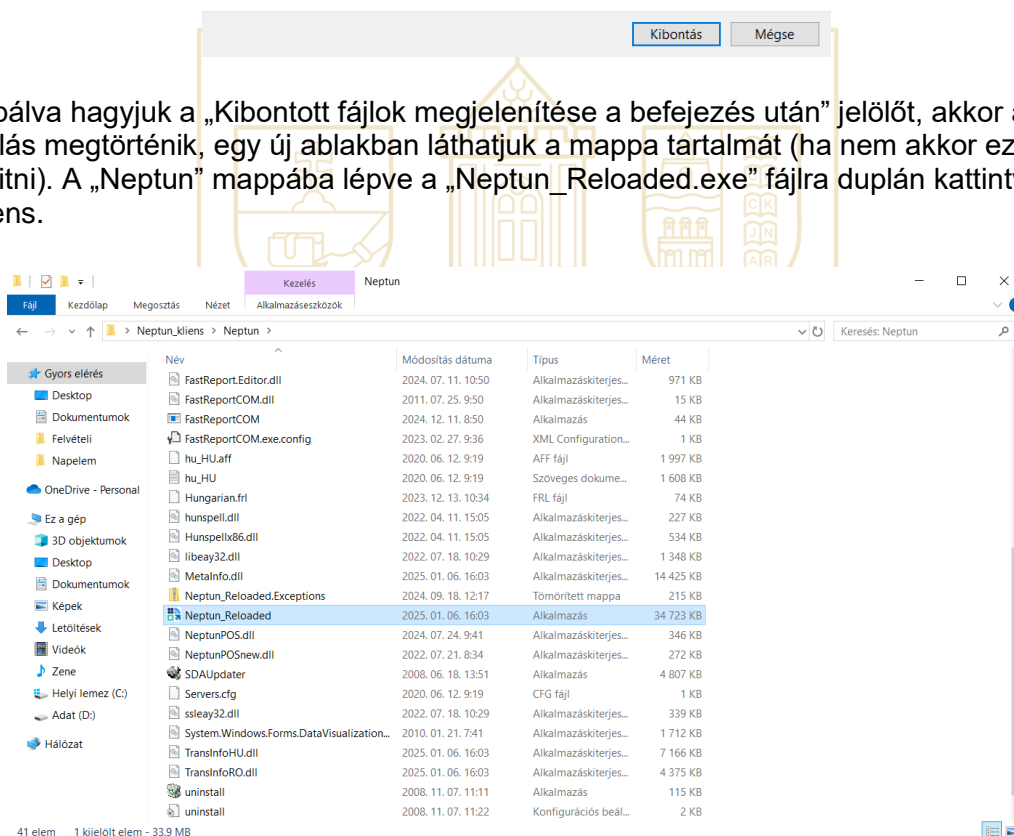 Kibontás Mégse
pálva hagyjuk a „Kibontott fájlok megjelenítése a befejezés után” jelölőt, akkor a
lás megtörténik, egy új ablakban láthatjuk a mappa tartalmát (ha nem akkor ez
itni). A „Neptun” mappába lépve a „Neptun_Reloaded.exe” fájlra duplán kattintv
ens.
CK
JN
AR
Kezelés Neptun
Fájl Kezdőlap Megosztás Nézet Alkalmazáseszközök
Neptun_kliens > Neptun > Keresés: Neptun
Név Módosítás dátuma Típus Méret
Gyors elérés
Desktop
Dokumentumok
Felvételi
Napelem
OneDrive - Personal
Ez a gép
3D objektumok
Desktop
Dokumentumok
Képek
Letöltések
Videók
Zene
Helyi lemez (C:)
Adat (D:)
Hálózat
FastReport.Editor.dll 2024. 07. 11. 10:50 Alkalmazáskiterjes... 971 KB
FastReportCOM.dll 2011. 07. 25. 9:50 Alkalmazáskiterjes... 15 KB
FastReportCOM 2024. 12. 11. 8:50 Alkalmazás 44 KB
FastReportCOM.exe.config 2023. 02. 27. 9:36 XML Configuration... 1 KB
hu_HU.aff 2020. 06. 12. 9:19 AFF fájl 1 997 KB
hu_HU 2020. 06. 12. 9:19 Szöveges dokume... 1 608 KB
Hungarian.frl 2023. 12. 13. 10:34 FRL fájl 74 KB
hunspell.dll 2022. 04. 11. 15:05 Alkalmazáskiterjes... 227 KB
Hunspellx86.dll 2022. 04. 11. 15:05 Alkalmazáskiterjes... 534 KB
libeay32.dll 2022. 07. 18. 10:29 Alkalmazáskiterjes... 1 348 KB
MetaInfo.dll 2025. 01. 06. 16:03 Alkalmazáskiterjes... 14 425 KB
Neptun_Reloaded.Exceptions 2024. 09. 18. 12:17 Tömörített mappa 215 KB
Neptun_Reloaded 2025. 01. 06. 16:03 Alkalmazás 34 723 KB
NeptunPOS.dll 2024. 07. 24. 9:41 Alkalmazáskiterjes... 346 KB
NeptunPOSnew.dll 2022. 07. 21. 8:34 Alkalmazáskiterjes... 272 KB
SDAUpdater 2008. 06. 18. 13:51 Alkalmazás 4 807 KB
Servers.cfg 2020. 06. 12. 9:19 CFG fájl 1 KB
ssleay32.dll 2022. 07. 18. 10:29 Alkalmazáskiterjes... 339 KB
System.Windows.Forms.DataVisualization... 2010. 01. 21. 7:41 Alkalmazáskiterjes... 1 712 KB
TransInfoHU.dll 2025. 01. 06. 16:03 Alkalmazáskiterjes... 7 166 KB
TransInfoRO.dll 2025. 01. 06. 16:03 Alkalmazáskiterjes... 4 375 KB
uninstall 2008. 11. 07. 11:11 Alkalmazás 115 KB
uninstall 2008. 11. 07. 11:22 Konfigurációs beál... 2 KB
41 elem 1 kijelölt elem - 33,9 MB